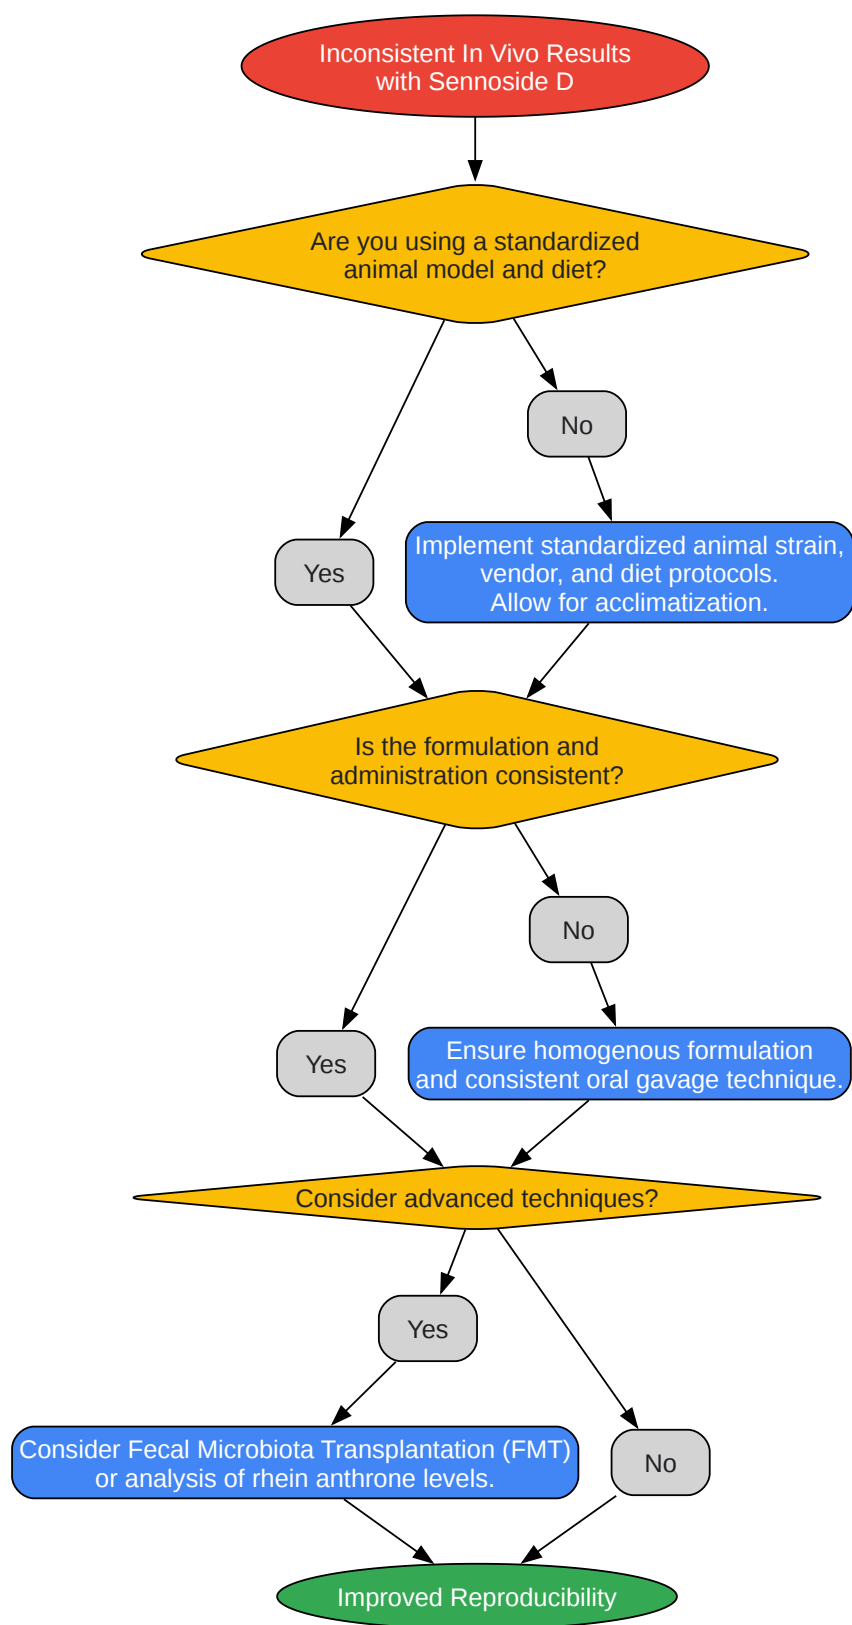 Inconsistent In Vivo Results
with Sennoside D
Are you using a standardized
animal model and diet?
No
Implement standardized animal strain,
vendor, and diet protocols.
Allow for acclimatization.
Yes
Is the formulation and
administration consistent?
No
Ensure homogenous formulation
and consistent oral gavage technique.
Yes
Consider advanced techniques?
Yes
Consider Fecal Microbiota Transplantation (FMT)
or analysis of rhein anthrone levels.
No
Improved Reproducibility